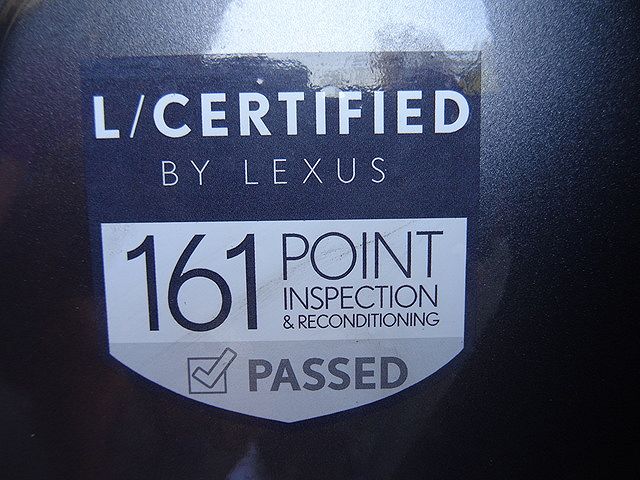 L/CERTIFIED
BY LEXUS
161 POINT
INSPECTION
& RECONDITIONING
PASSED